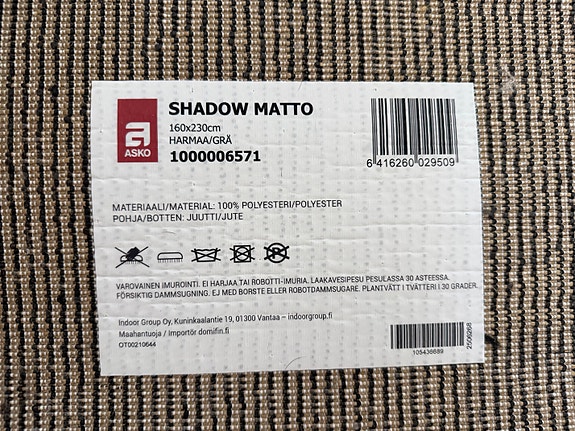 SHADOW MATTO
160x230cm
HARMAA/GRÅ
1000006571
ASKO
6 416260 029509
MATERIAALI/MATERIAL: 100% POLYESTERI/POLYESTER
POHJA/BOTTEN: JUUTTI/JUTE
P
VAROVAINEN IMUROINTI. EI HARJAA TAI ROBOTTI-IMURIA, LAAKAVESIPESU PESULASSA 30 ASTEESSA.
FÖRSIKTIG DAMMSUGNING. EJ MED BORSTE ELLER ROBOTDAMMSUGARE. PLANTVÄTT I TVÄTTERI I 30 GRADER.
Indoor Group Oy, Kuninkaalantie 19, 01300 Vantaa – indoorgroup.fi
Maahantuoja / Importör domifin.fi
OT00210644
105436689
2506268